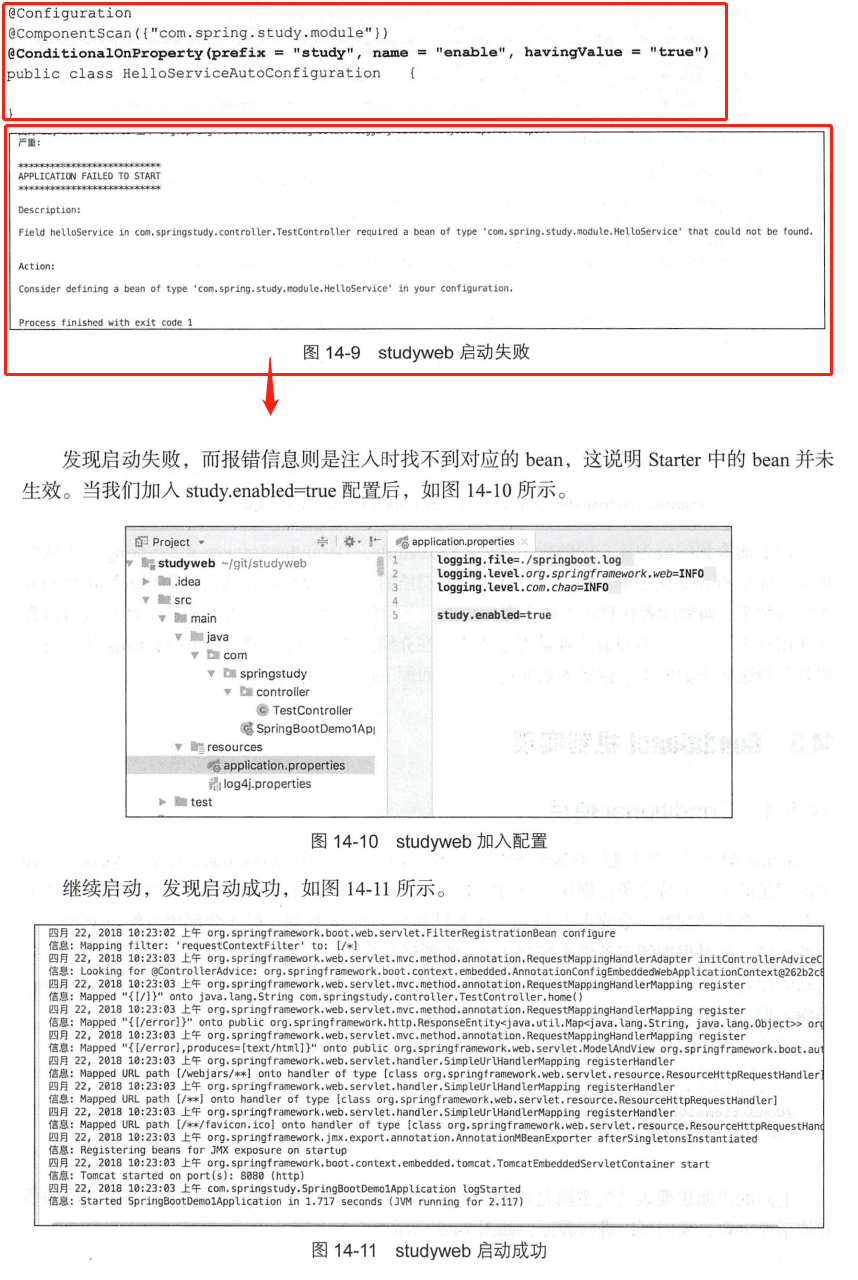 @Configuration
@ComponentScan({"com.spring.study.module"})
@ConditionalOnProperty(prefix = "study", name = "enable", havingValue = "true")
public class HelloServiceAutoConfiguration {
}
严重:
***************************
APPLICATION FAILED TO START
***************************
Description:
Field helloService in com.springstudy.controller.TestController required a bean of type 'com.spring.study.module.HelloService' that could not be found.
Action:
Consider defining a bean of type 'com.spring.study.module.HelloService' in your configuration.
Process finished with exit code 1
图 14-9 studyweb 启动失败
发现启动失败，而报错信息则是注入时找不到对应的 bean，这说明 Starter 中的 bean 并未
生效。当我们加入 study.enabled=true 配置后，如图 14-10 所示。
Project
studyweb ~/git/studyweb
.idea
src
main
java
com
springstudy
controller
TestController
SpringBootDemo1Ap
resources
application.properties
log4j.properties
test
application.properties
1 logging.file=./springboot.log
2 logging.level.org.springframework.web=INFO
3 logging.level.com.chao=INFO
4
5 study.enabled=true
图 14-10 studyweb 加入配置
继续启动，发现启动成功，如图 14-11 所示。
四月 22, 2018 10:23:02 上午 org.springframework.boot.web.servlet.FilterRegistrationBean configure
信息: Mapping filter: 'requestContextFilter' to: [/*]
四月 22, 2018 10:23:03 上午 org.springframework.web.servlet.mvc.method.annotation.RequestMappingHandlerAdapter initControllerAdviceC
信息: Looking for @ControllerAdvice: org.springframework.boot.context.embedded.AnnotationConfigEmbeddedWebApplicationContext@262b2c8
四月 22, 2018 10:23:03 上午 org.springframework.web.servlet.mvc.method.annotation.RequestMappingHandlerMapping register
信息: Mapped "{[/]}" onto java.lang.String com.springstudy.controller.TestController.home()
四月 22, 2018 10:23:03 上午 org.springframework.web.servlet.mvc.method.annotation.RequestMappingHandlerMapping register
信息: Mapped "{[/error]}" onto public org.springframework.http.ResponseEntity<java.util.Map<java.lang.String, java.lang.Object>> org
四月 22, 2018 10:23:03 上午 org.springframework.web.servlet.mvc.method.annotation.RequestMappingHandlerMapping register
信息: Mapped "{[/error],produces=[text/html]}" onto public org.springframework.web.servlet.ModelAndView org.springframework.boot.aut
四月 22, 2018 10:23:03 上午 org.springframework.web.servlet.handler.SimpleUrlHandlerMapping registerHandler
信息: Mapped URL path [/webjars/**] onto handler of type [class org.springframework.web.servlet.resource.ResourceHttpRequestHandler]
四月 22, 2018 10:23:03 上午 org.springframework.web.servlet.handler.SimpleUrlHandlerMapping registerHandler
信息: Mapped URL path [/**] onto handler of type [class org.springframework.web.servlet.resource.ResourceHttpRequestHandler]
四月 22, 2018 10:23:03 上午 org.springframework.web.servlet.handler.SimpleUrlHandlerMapping registerHandler
信息: Mapped URL path [/**/favicon.ico] onto handler of type [class org.springframework.web.servlet.resource.ResourceHttpRequestHand
四月 22, 2018 10:23:03 上午 org.springframework.jmx.export.annotation.AnnotationMBeanExporter afterSingletonsInstantiated
信息: Registering beans for JMX exposure on startup
四月 22, 2018 10:23:03 上午 org.springframework.boot.context.embedded.tomcat.TomcatEmbeddedServletContainer start
信息: Tomcat started on port(s): 8080 (http)
四月 22, 2018 10:23:03 上午 com.springstudy.SpringBootDemo1Application logStarted
信息: Started SpringBootDemo1Application in 1.717 seconds (JVM running for 2.117)
图 14-11 studyweb 启动成功